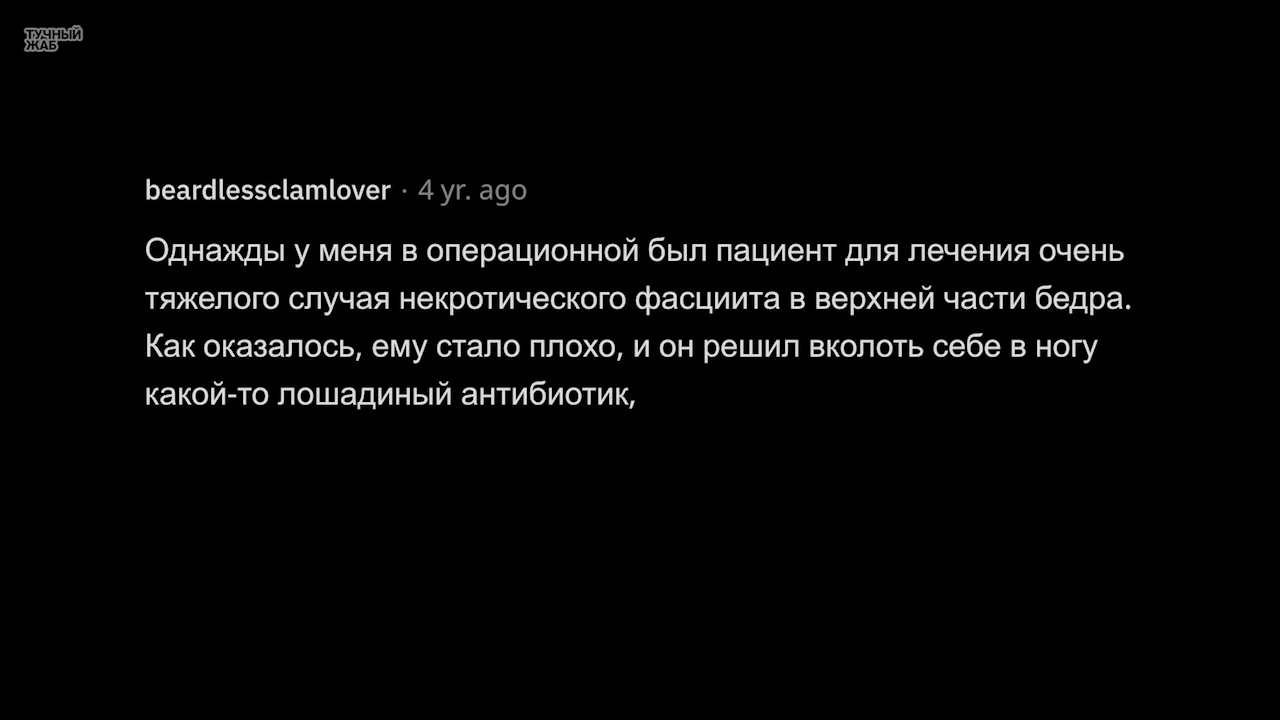 ТУЧНЫЙ
ЖАБ
beardlessclamlover · 4 yr. ago
Однажды у меня в операционной был пациент для лечения очень
тяжелого случая некротического фасциита в верхней части бедра.
Как оказалось, ему стало плохо, и он решил вколоть себе в ногу
какой-то лошадиный антибиотик,